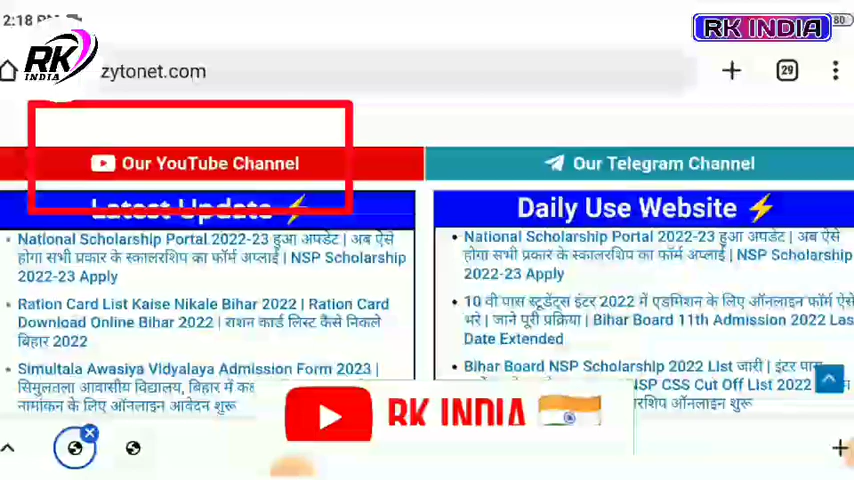 2:18 PM
RK INDIA
80
RK
INDIA
zytonet.com
29
Our YouTube Channel
Our Telegram Channel
Latest Update⚡
Daily Use Website⚡
• National Scholarship Portal 2022-23 हुआ अपडेट | अब ऐसे
होगा सभी प्रकार के स्कालरशिप का फॉर्म अप्लाई | NSP Scholarship
2022-23 Apply
• Ration Card List Kaise Nikale Bihar 2022 | Ration Card
Download Online Bihar 2022 | राशन कार्ड लिस्ट कैसे निकले
बिहार 2022
• Simultala Awasiya Vidyalaya Admission Form 2023 |
सिमुलतला आवासीय विद्यालय, बिहार में
नामांकन के लिए ऑनलाइन आवेदन शुरू
• National Scholarship Portal 2022-23 हुआ अपडेट | अब ऐसे
होगा सभी प्रकार के स्कालरशिप का फॉर्म अप्लाई | NSP Scholarship
2022-23 Apply
• 10 वी पास स्टूडेंट्स इंटर 2022 में एडमिशन के लिए ऑनलाइन फॉर्म ऐसे
भरे | जाने पूरी प्रक्रिया | Bihar Board 11th Admission 2022 Las
Date Extended
• Bihar Board NSP Scholarship 2022 List जारी | इंटर पास
NSP CSS Cut Off List 2022
ऑनलाइन शुरू
RK INDIA